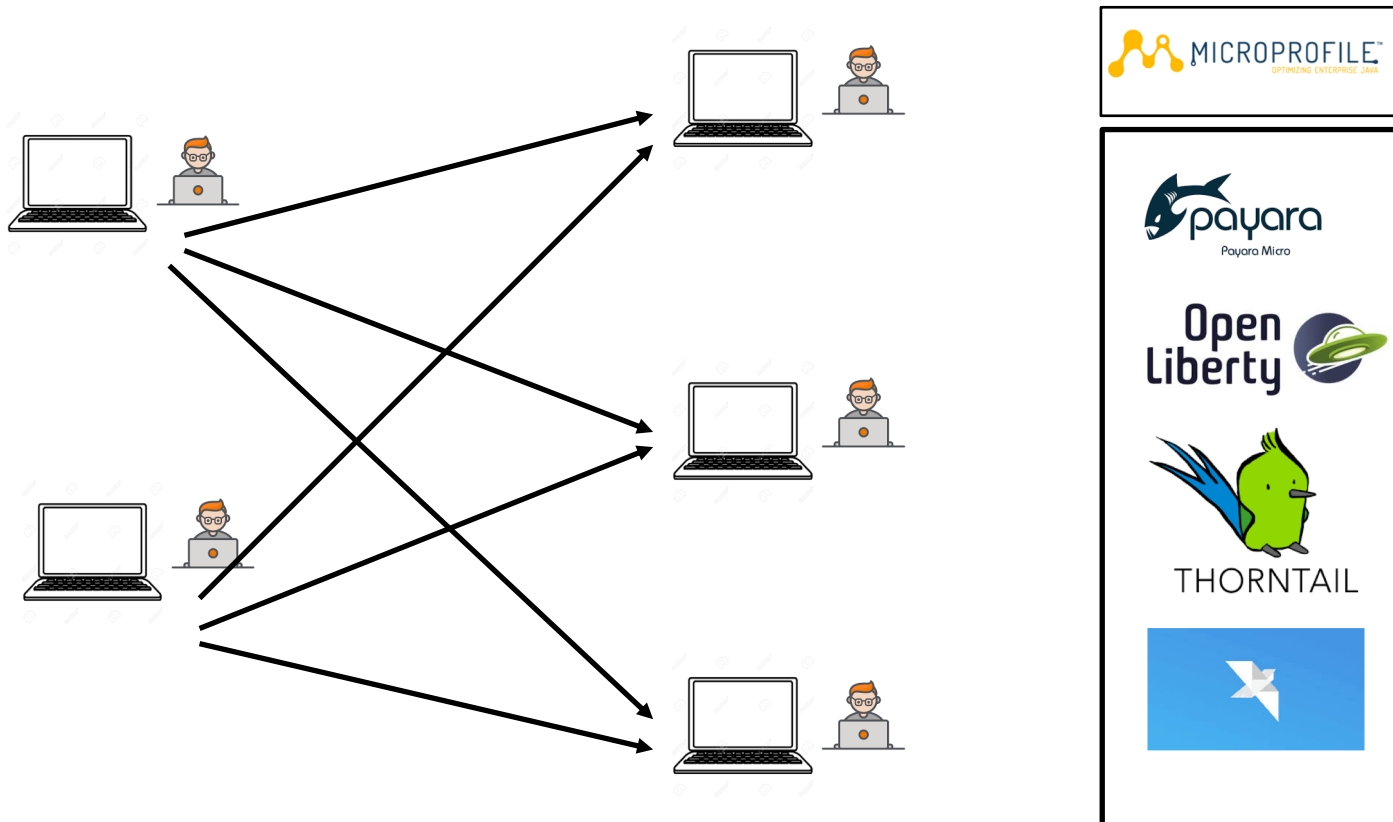 MICROPROFILE™
OPTIMIZING ENTERPRISE JAVA
payara
Payara Micro
Open
Liberty
THORNTAIL